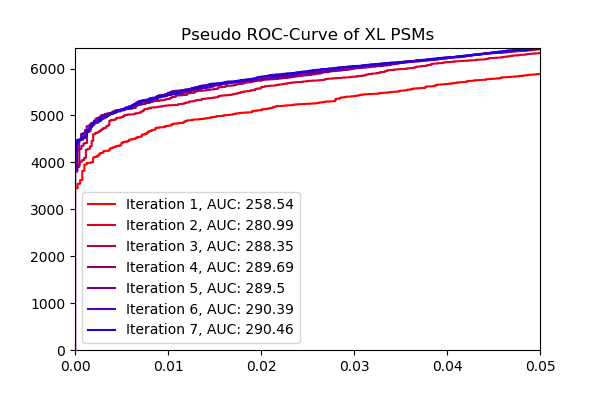 Pseudo ROC-Curve of XL PSMs
6000
5000
4000
3000
2000
1000
0
Iteration 1, AUC: 258.54
Iteration 2, AUC: 280.99
Iteration 3, AUC: 288.35
Iteration 4, AUC: 289.69
Iteration 5, AUC: 289.5
Iteration 6, AUC: 290.39
Iteration 7, AUC: 290.46
0.00 0.01 0.02 0.03 0.04 0.05